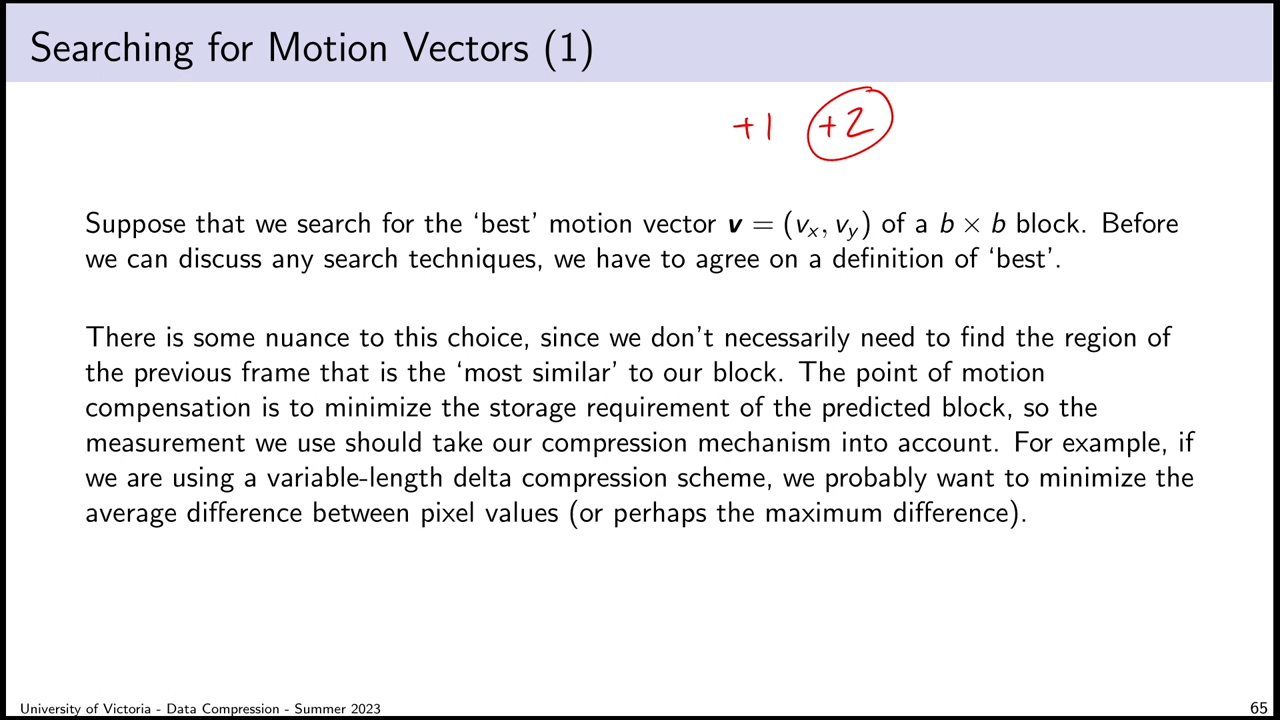 Searching for Motion Vectors (1)
+1 +2
Suppose that we search for the ‘best’ motion vector v = (vₓ, vᵧ) of a b × b block. Before
we can discuss any search techniques, we have to agree on a definition of ‘best’.
There is some nuance to this choice, since we don’t necessarily need to find the region of
the previous frame that is the ‘most similar’ to our block. The point of motion
compensation is to minimize the storage requirement of the predicted block, so the
measurement we use should take our compression mechanism into account. For example, if
we are using a variable-length delta compression scheme, we probably want to minimize the
average difference between pixel values (or perhaps the maximum difference).
University of Victoria - Data Compression - Summer 2023
65